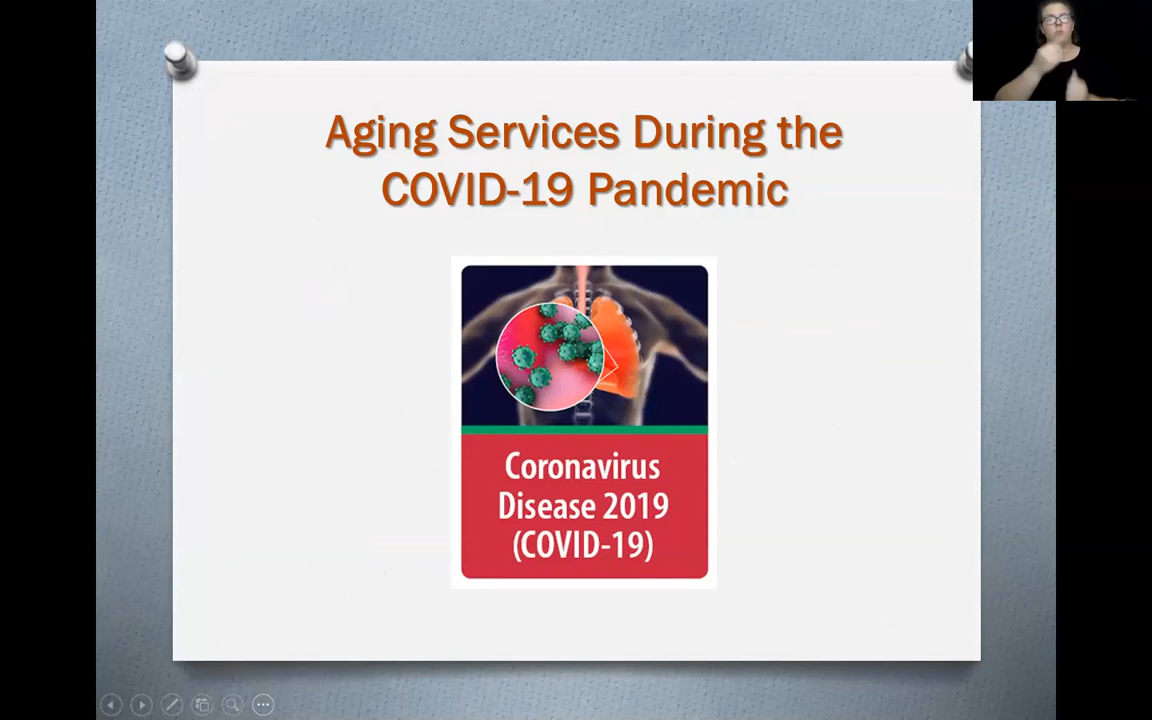 Aging Services During the
COVID-19 Pandemic
Coronavirus
Disease 2019
(COVID-19)